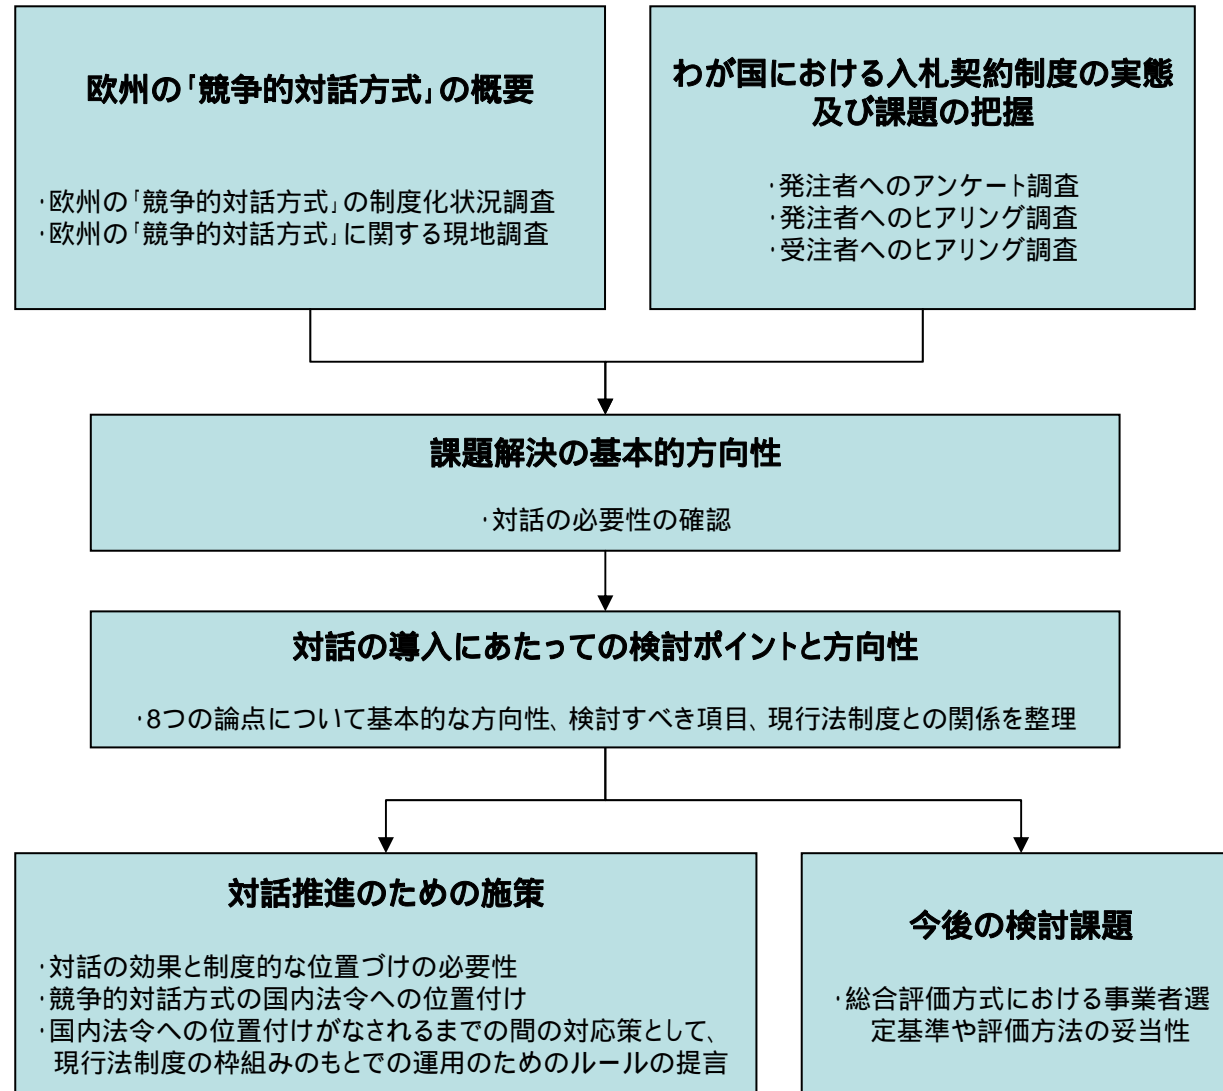 欧州の「競争的対話方式」の概要
・欧州の「競争的対話方式」の制度化状況調査
・欧州の「競争的対話方式」に関する現地調査
わが国における入札契約制度の実態
及び課題の把握
・発注者へのアンケート調査
・発注者へのヒアリング調査
・受注者へのヒアリング調査
課題解決の基本的方向性
・対話の必要性の確認
対話の導入にあたっての検討ポイントと方向性
・8つの論点について基本的な方向性、検討すべき項目、現行法制度との関係を整理
対話推進のための施策
・対話の効果と制度的な位置づけの必要性
・競争的対話方式の国内法令への位置付け
・国内法令への位置付けがなされるまでの間の対応策として、
現行法制度の枠組みのもとでの運用のためのルールの提言
今後の検討課題
・総合評価方式における事業者選
定基準や評価方法の妥当性